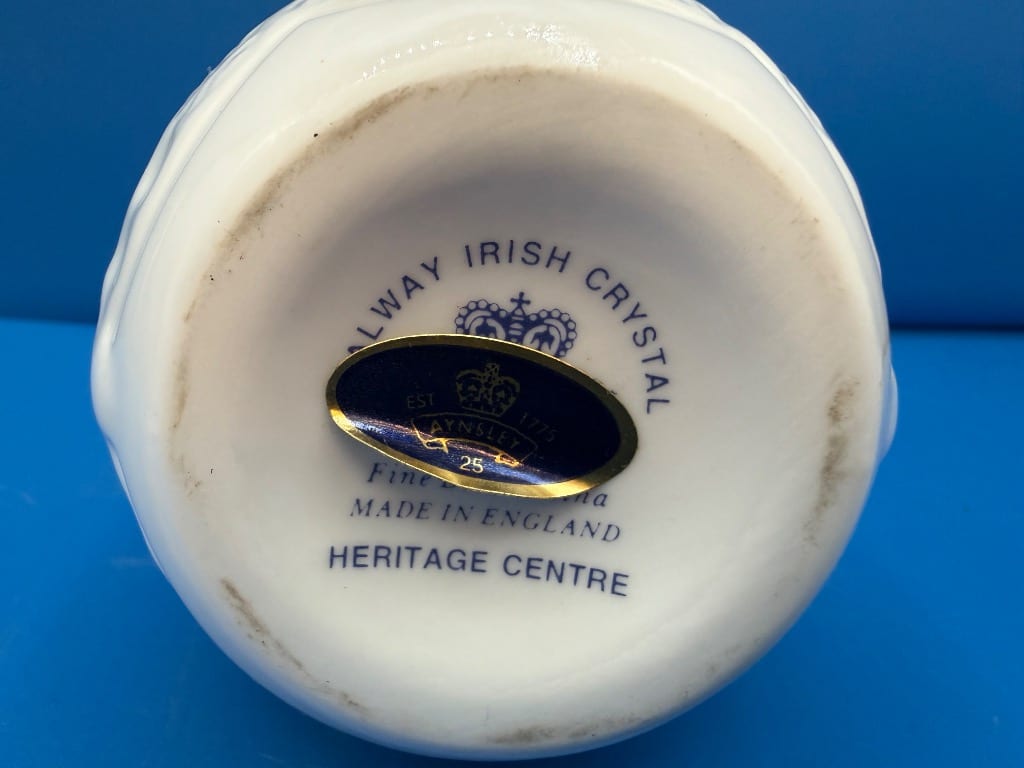 ALWAY IRISH CRYSTAL
EST 1775
AYNSLEY
25
Fine
MADE IN ENGLAND
HERITAGE CENTRE